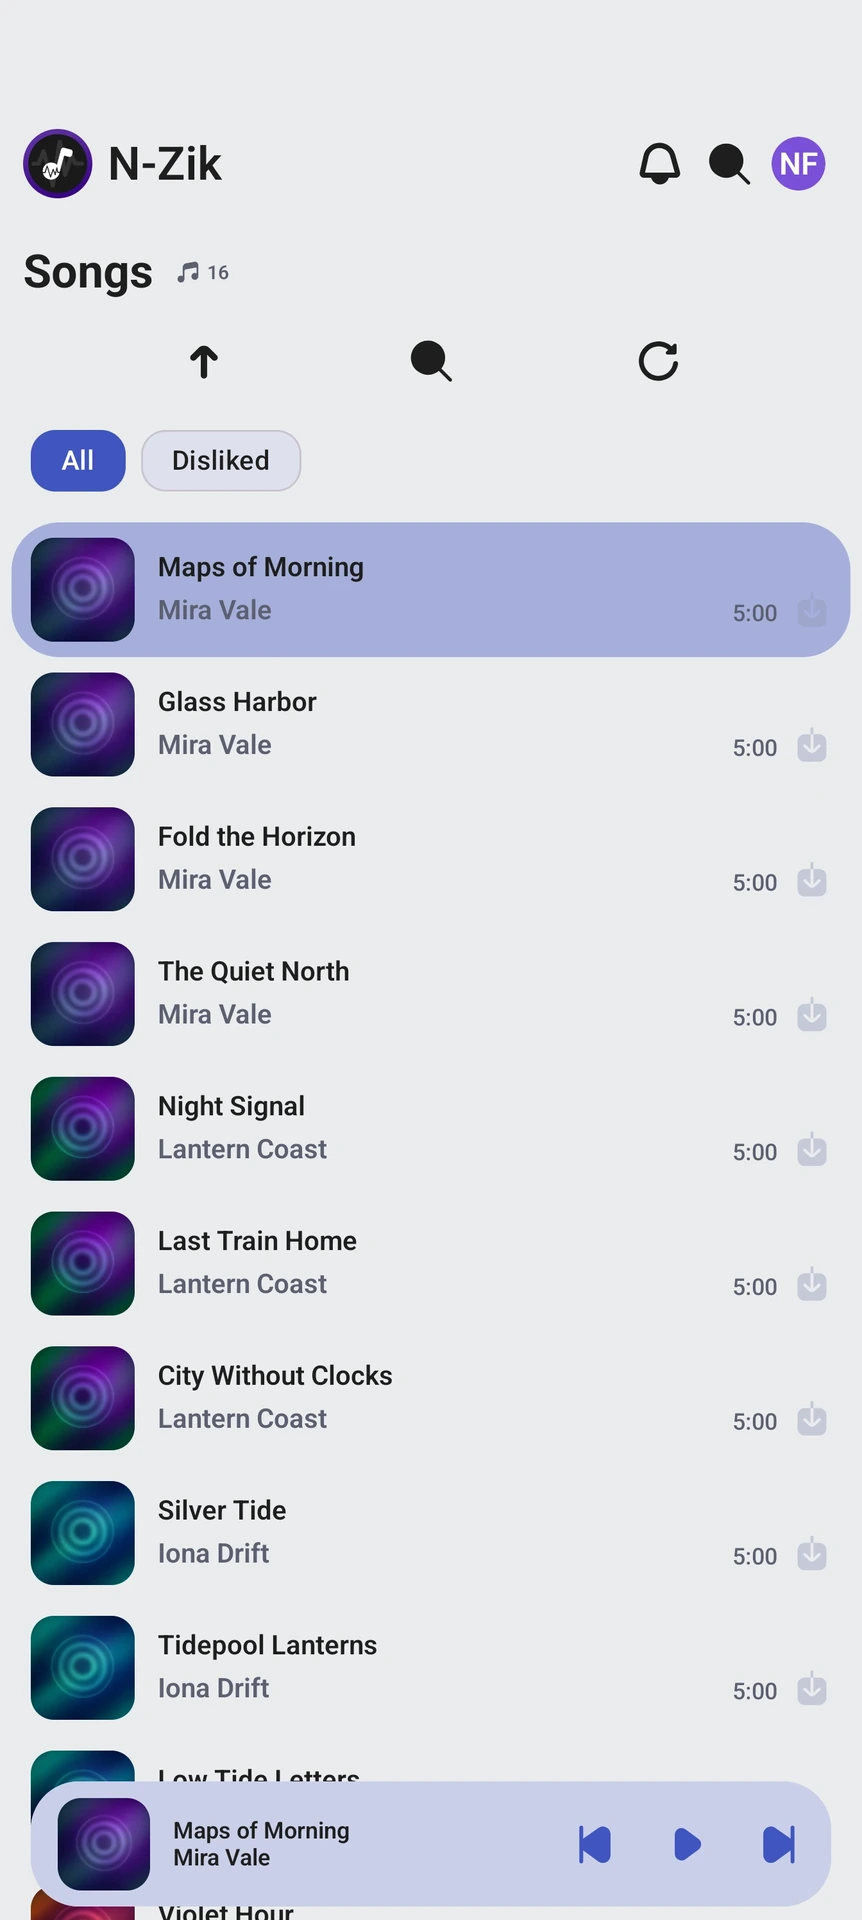 N-Zik
NF
Songs
16
All
Disliked
Maps of Morning
Mira Vale
5:00
Glass Harbor
Mira Vale
5:00
Fold the Horizon
Mira Vale
5:00
The Quiet North
Mira Vale
5:00
Night Signal
Lantern Coast
5:00
Last Train Home
Lantern Coast
5:00
City Without Clocks
Lantern Coast
5:00
Silver Tide
Iona Drift
5:00
Tidepool Lanterns
Iona Drift
5:00
Low Tide Letters
Maps of Morning
Mira Vale
Violet Hour